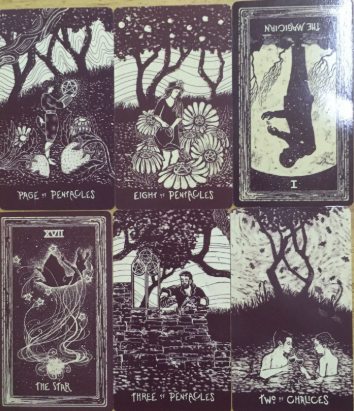 PAGE OF PENTACLES
EIGHT OF PENTACLES
THE MAGICIAN
I
XVII
THE STAR
THREE OF PENTACLES
TWO OF CHALICES